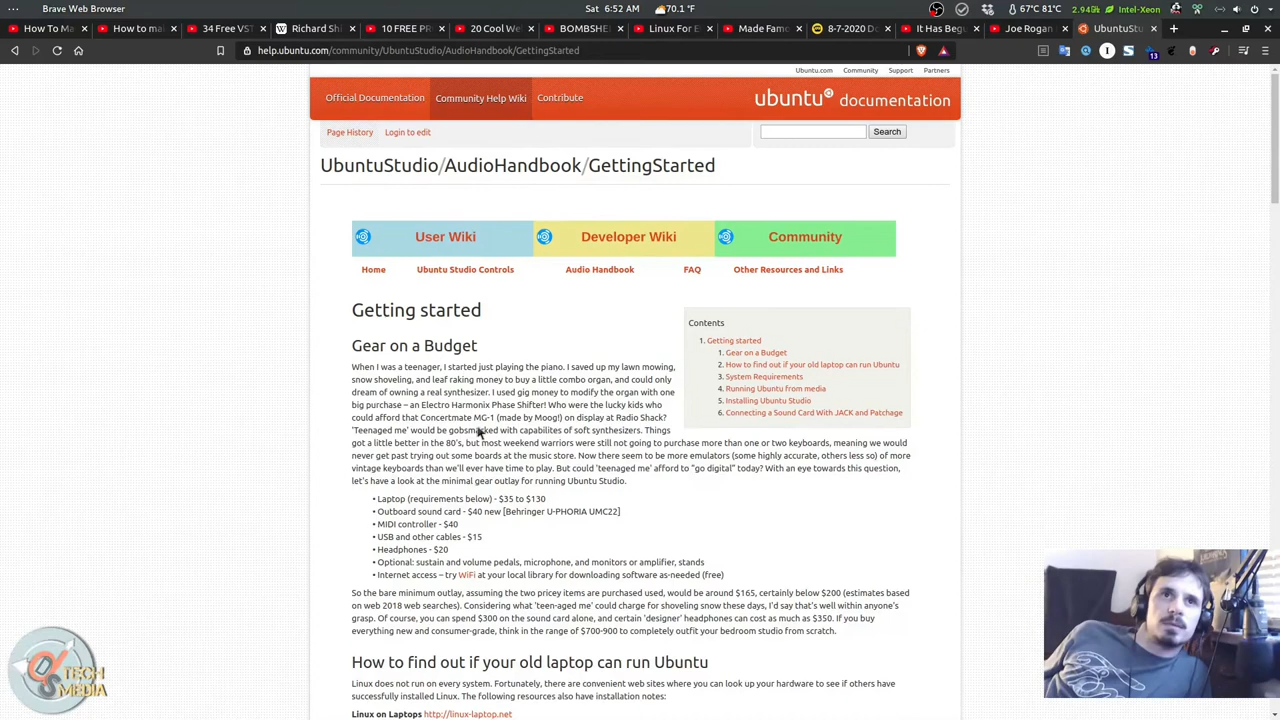 Brave Web Browser
Sat, 6:52 AM
70.1 °F
67°C 81°C
2.94
Intel-Xeon
How To Ma
How to mak
34 Free VST
Richard Sh
10 FREE PR
20 Cool We
BOMBSHEL
Linux For E
Made Famo
8-7-2020 D
It Has Begu
Joe Rogan
UbuntuStu
help.ubuntu.com/community/UbuntuStudio/AudioHandbook/GettingStarted
13
Ubuntu.com Community Support Partners
Official Documentation Community Help Wiki Contribute
ubuntu documentation
Page History Login to edit
Search
UbuntuStudio/AudioHandbook/GettingStarted
User Wiki Developer Wiki Community
Home Ubuntu Studio Controls Audio Handbook FAQ Other Resources and Links
Getting started
Contents
1. Getting started
1. Gear on a Budget
2. How to find out if your old laptop can run Ubuntu
3. System Requirements
4. Running Ubuntu from media
5. Installing Ubuntu Studio
6. Connecting a Sound Card With JACK and Patchage
Gear on a Budget
When I was a teenager, I started just playing the piano. I saved up my lawn mowing,
snow shoveling, and leaf raking money to buy a little combo organ, and could only
dream of owning a real synthesizer. I used gig money to modify the organ with one
big purchase – an Electro Harmonix Phase Shifter! Who were the lucky kids who
could afford that Concertmate MG-1 (made by Moog!) on display at Radio Shack?
'Teenaged me' would be gobsmacked with capabilites of soft synthesizers. Things
got a little better in the 80's, but most weekend warriors were still not going to purchase more than one or two keyboards, meaning we would
never get past trying out some boards at the music store. Now there seem to be more emulators (some highly accurate, others less so) of more
vintage keyboards than we'll ever have time to play. But could 'teenaged me' afford to "go digital" today? With an eye towards this question,
let's have a look at the minimal gear outlay for running Ubuntu Studio.
• Laptop (requirements below) - $35 to $130
• Outboard sound card - $40 new [Behringer U-PHORIA UMC22]
• MIDI controller - $40
• USB and other cables - $15
• Headphones - $20
• Optional: sustain and volume pedals, microphone, and monitors or amplifier, stands
• Internet access – try WiFi at your local library for downloading software as-needed (free)
So the bare minimum outlay, assuming the two pricey items are purchased used, would be around $165, certainly below $200 (estimates based
on web 2018 web searches). Considering what 'teen-aged me' could charge for shoveling snow these days, I'd say that's well within anyone's
grasp. Of course, you can spend $300 on the sound card alone, and certain 'designer' headphones can cost as much as $350. If you buy
everything new and consumer-grade, think in the range of $700-900 to completely outfit your bedroom studio from scratch.
How to find out if your old laptop can run Ubuntu
Linux does not run on every system. Fortunately, there are convenient web sites where you can look up your hardware to see if others have
successfully installed Linux. The following resources also have installation notes:
Linux on Laptops http://linux-laptop.net
TECH
MEDIA